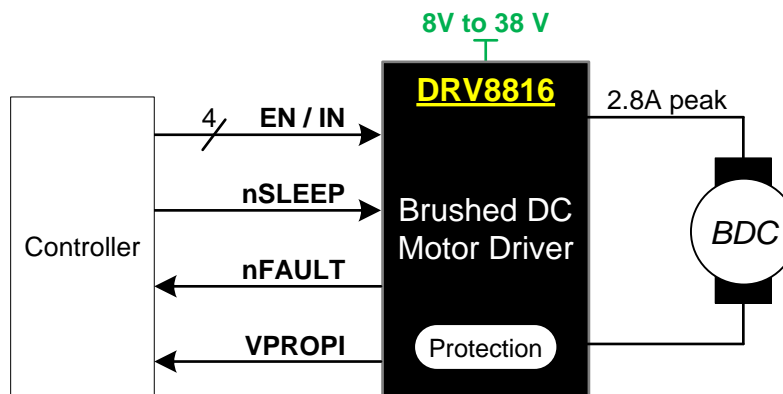 8V to 38 V
DRV8816
2.8A peak
4
EN / IN
nSLEEP
Brushed DC
Motor Driver
BDC
Controller
nFAULT
VPROPI
Protection